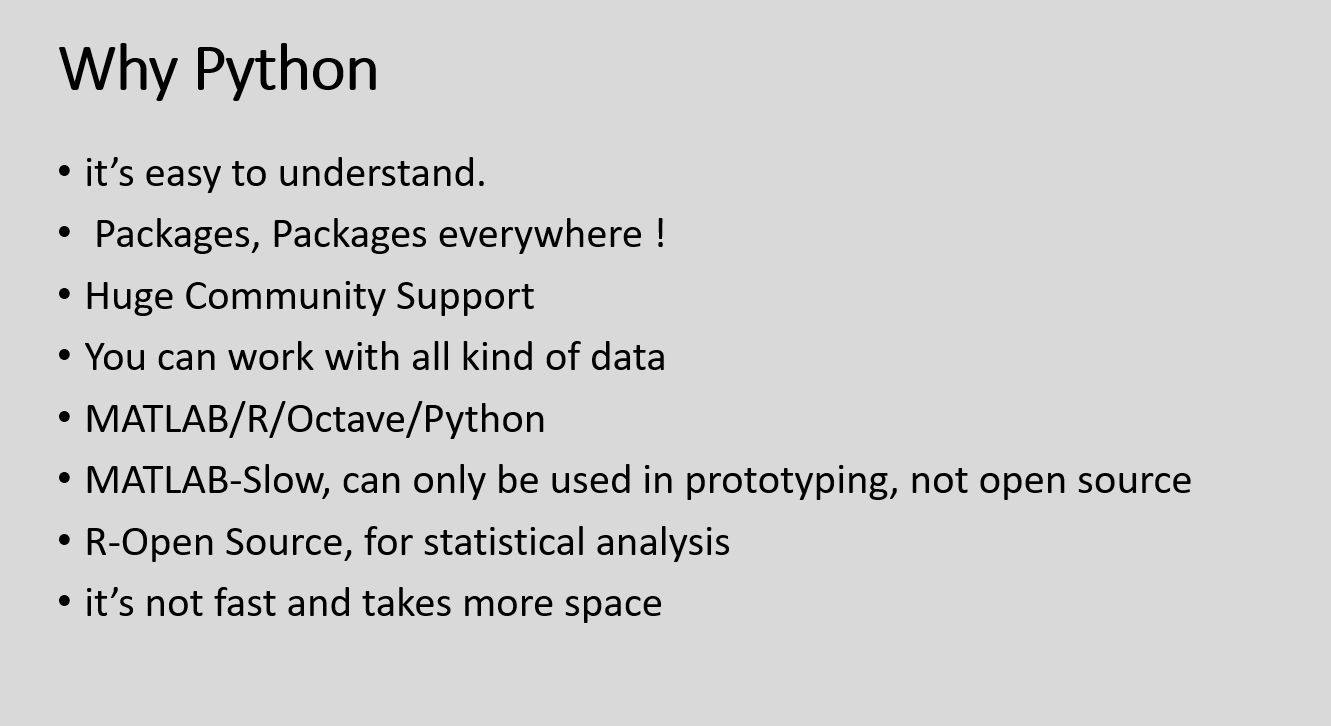 Why Python
• it’s easy to understand.
• Packages, Packages everywhere !
• Huge Community Support
• You can work with all kind of data
• MATLAB/R/Octave/Python
• MATLAB-Slow, can only be used in prototyping, not open source
• R-Open Source, for statistical analysis
• it’s not fast and takes more space